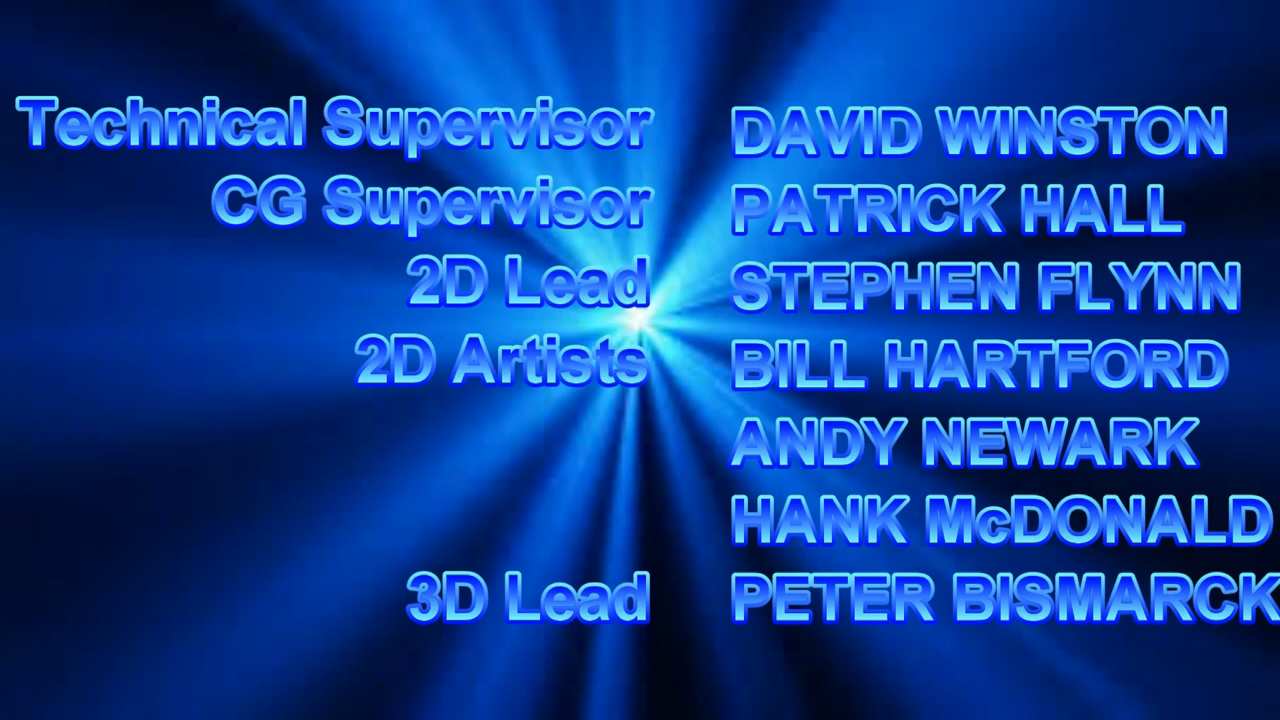 Technical Supervisor DAVID WINSTON
CG Supervisor PATRICK HALL
2D Lead STEPHEN FLYNN
2D Artists BILL HARTFORD
ANDY NEWARK
HANK McDONALD
3D Lead PETER BISMARCK